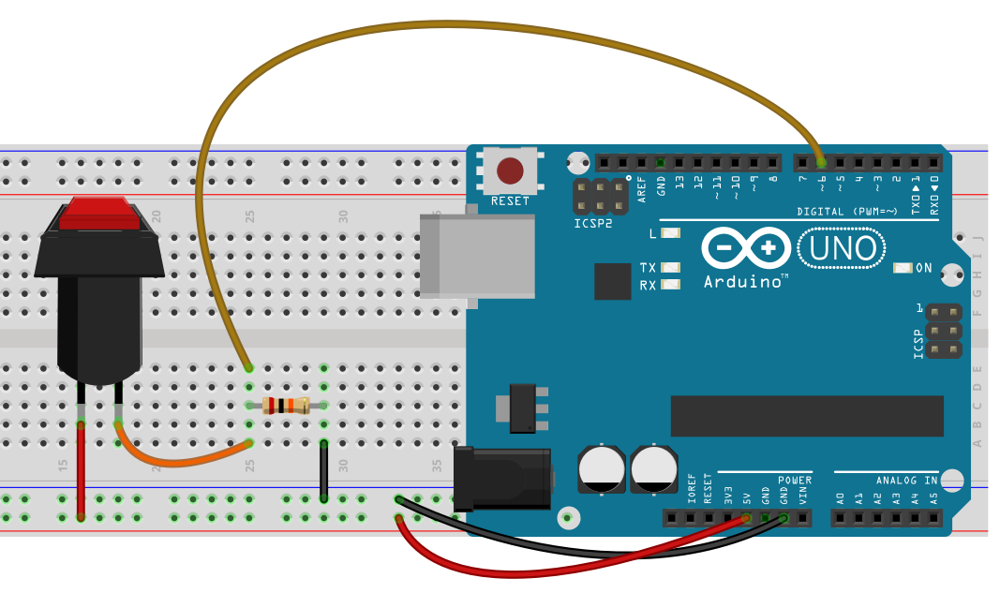 RESET
ICSP2
AREF
GND
13
12
~11
~10
~9
8
7
~6
~5
4
~3
2
TX0▶1
RX0◀0
DIGITAL (PWM=~)
L
TX
RX
UNO
Arduino™
ON
1
ICSP
20
25
30
J
I
H
G
F
E
D
C
B
A
15
25
30
35
POWER
ANALOG IN
IOREF
RESET
3V3
5V
GND
GND
VIN
A0
A1
A2
A3
A4
A5